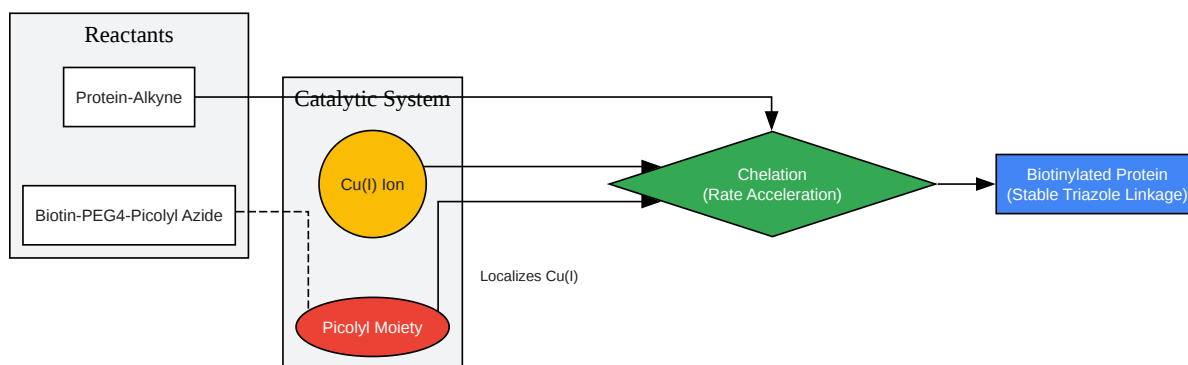 Reactants
Protein-Alkyne
Biotin-PEG4-Picolyl Azide
Catalytic System
Cu(I) Ion
Picolyl Moiety
Localizes Cu(I)
Chelation
(Rate Acceleration)
Biotinylated Protein
(Stable Triazole Linkage)